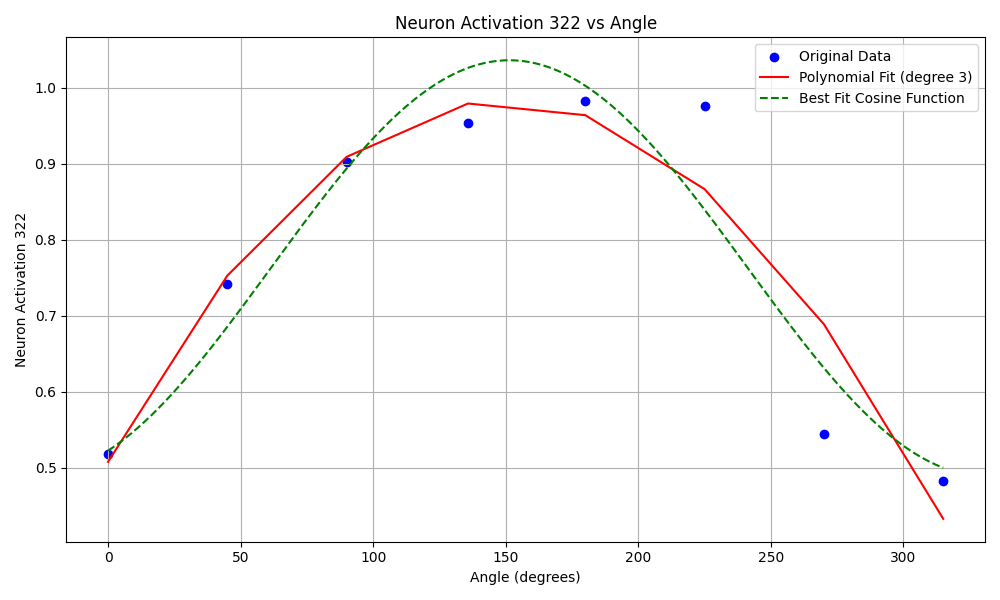 Neuron Activation 322 vs Angle
Original Data
Polynomial Fit (degree 3)
Best Fit Cosine Function
Neuron Activation 322
1.0
0.9
0.8
0.7
0.6
0.5
0
50
100
150
200
250
300
Angle (degrees)